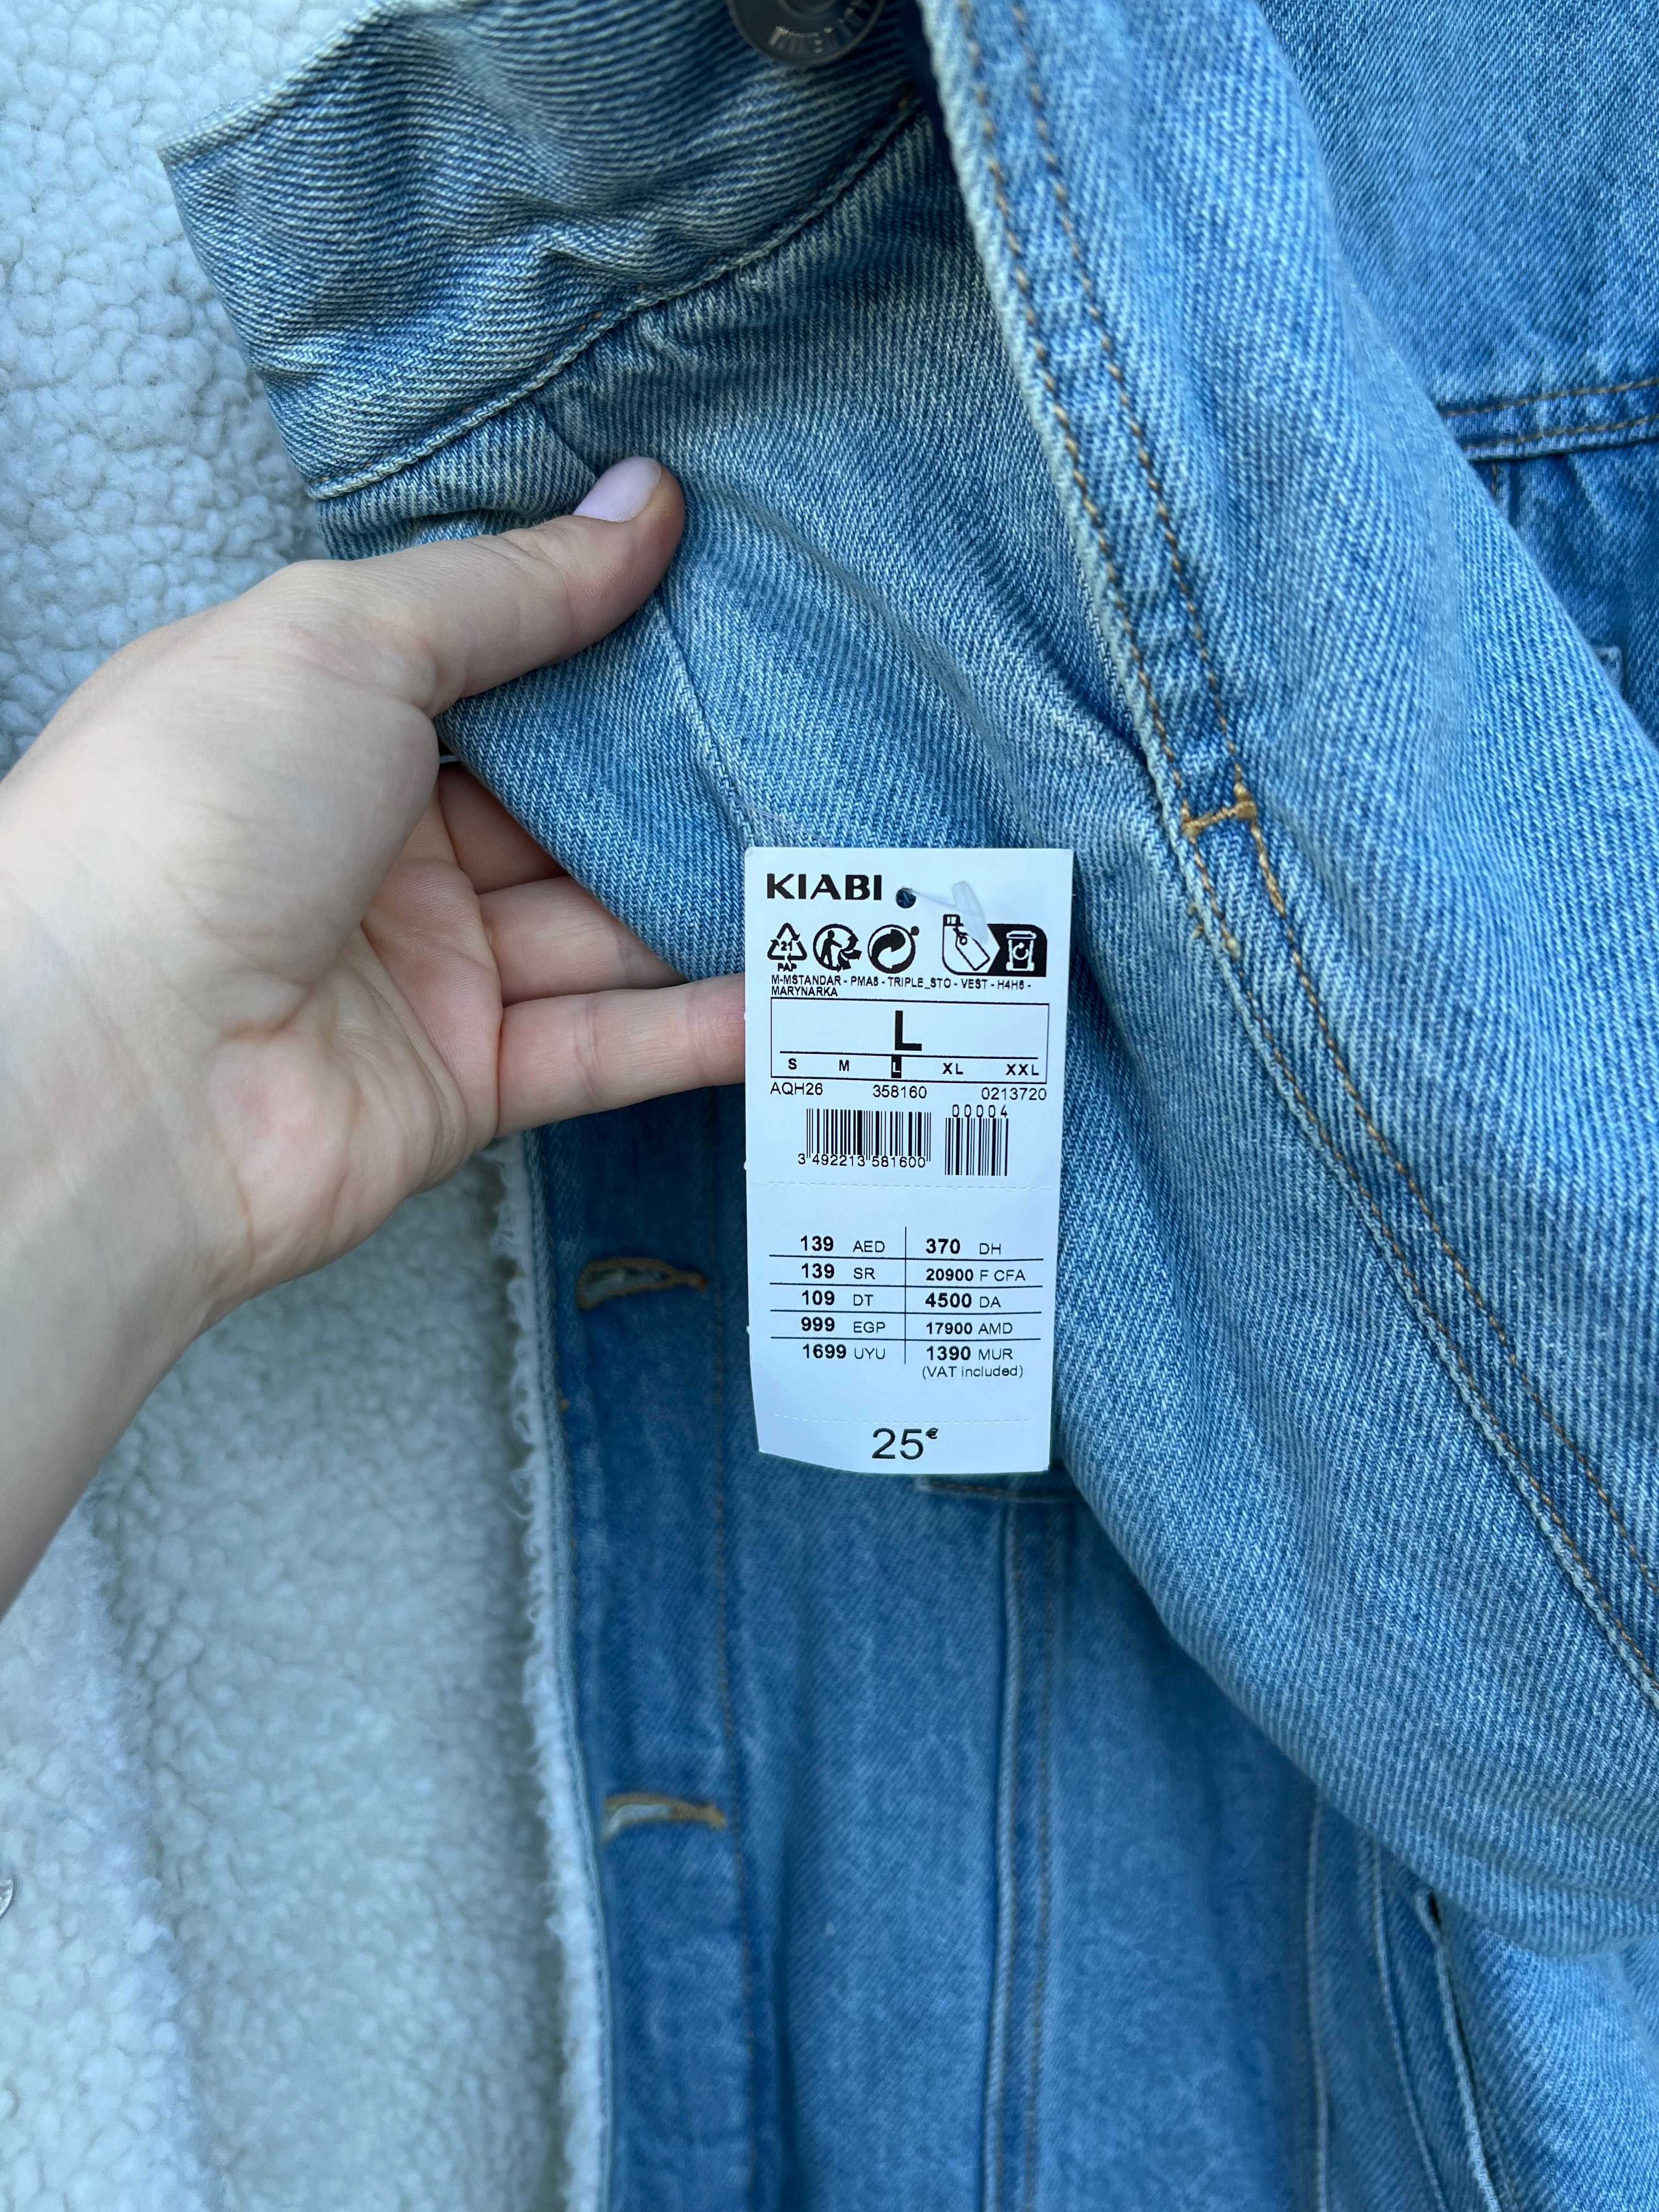 KIABI
21
PAP
M-MSTANDAR - PMA8 - TRIPLE_STO - VEST - H4H6 -
MARYNARKA
L
S M L XL XXL
AQH26 358160 0213720
00004
3 492213 581600
139 AED 370 DH
139 SR 20900 F CFA
109 DT 4500 DA
999 EGP 17900 AMD
1699 UYU 1390 MUR
(VAT included)
25€